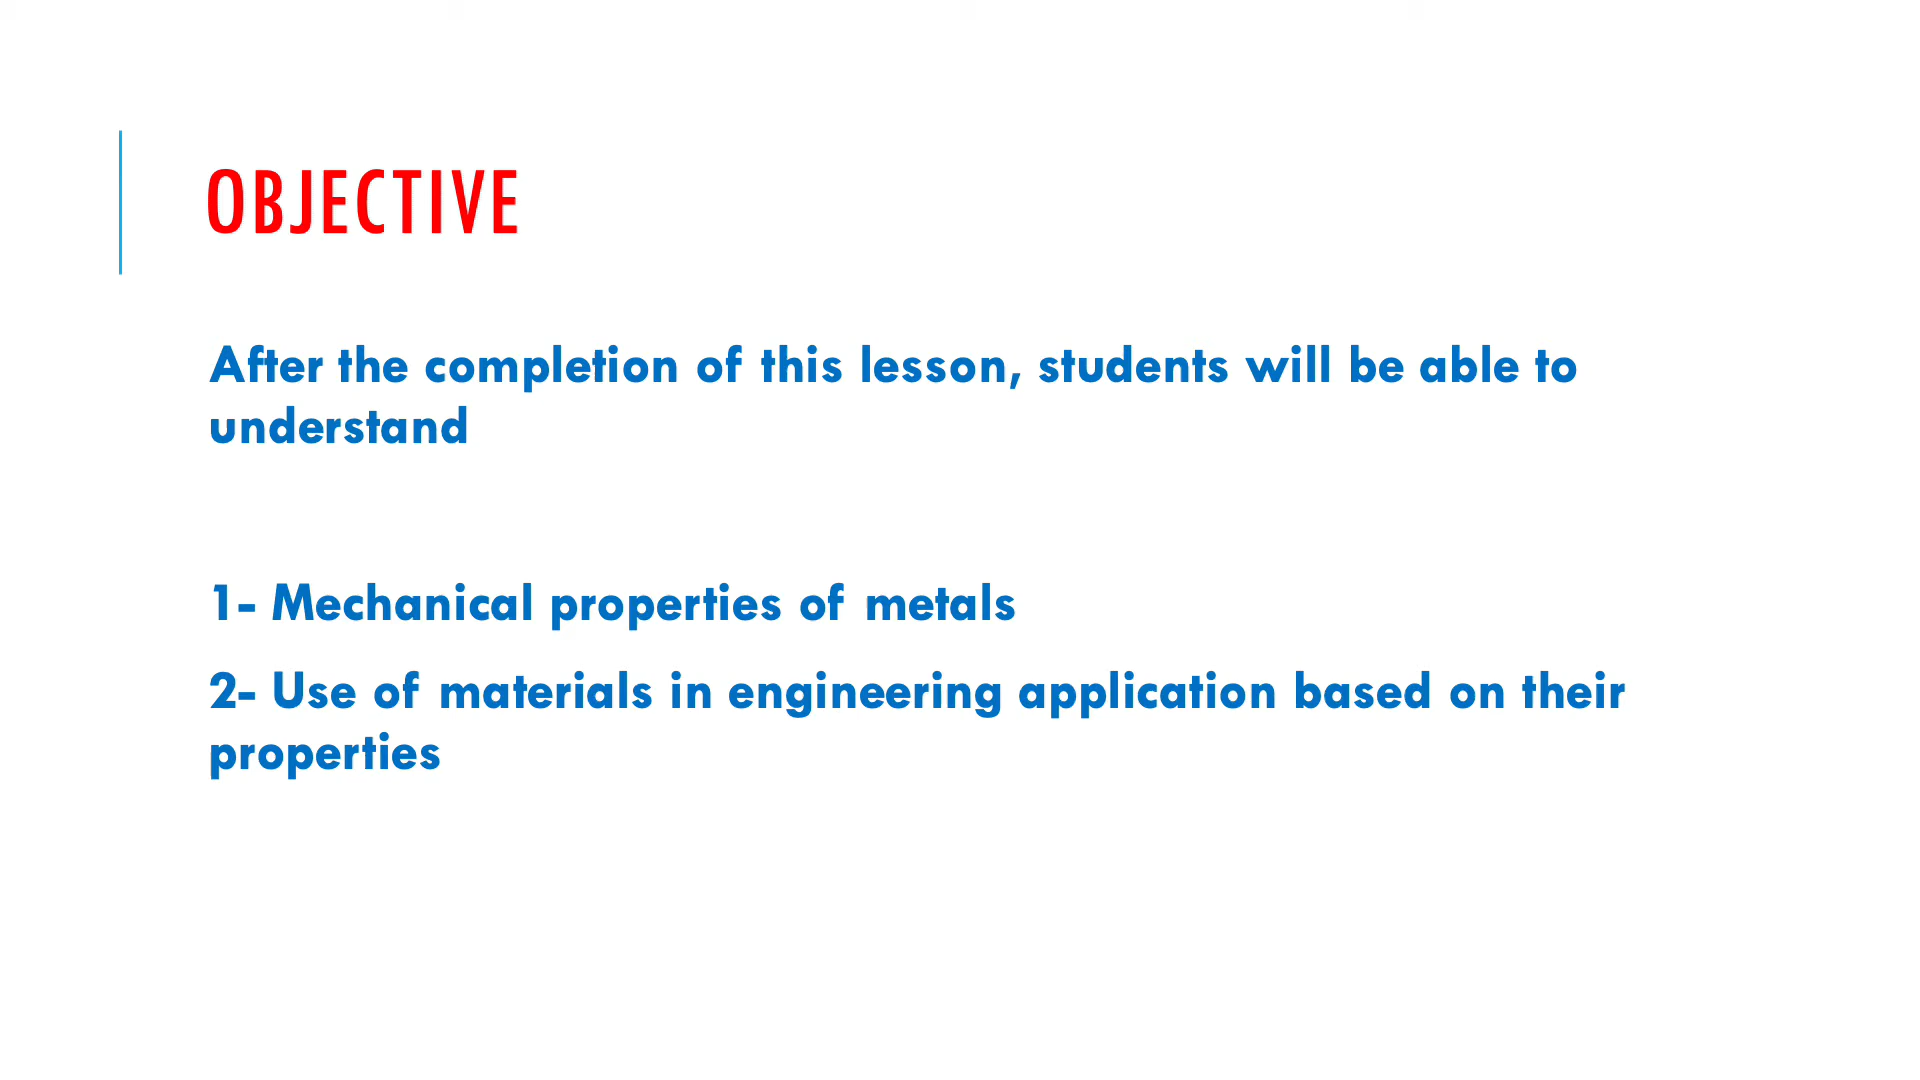 OBJECTIVE
After the completion of this lesson, students will be able to
understand
1- Mechanical properties of metals
2- Use of materials in engineering application based on their
properties